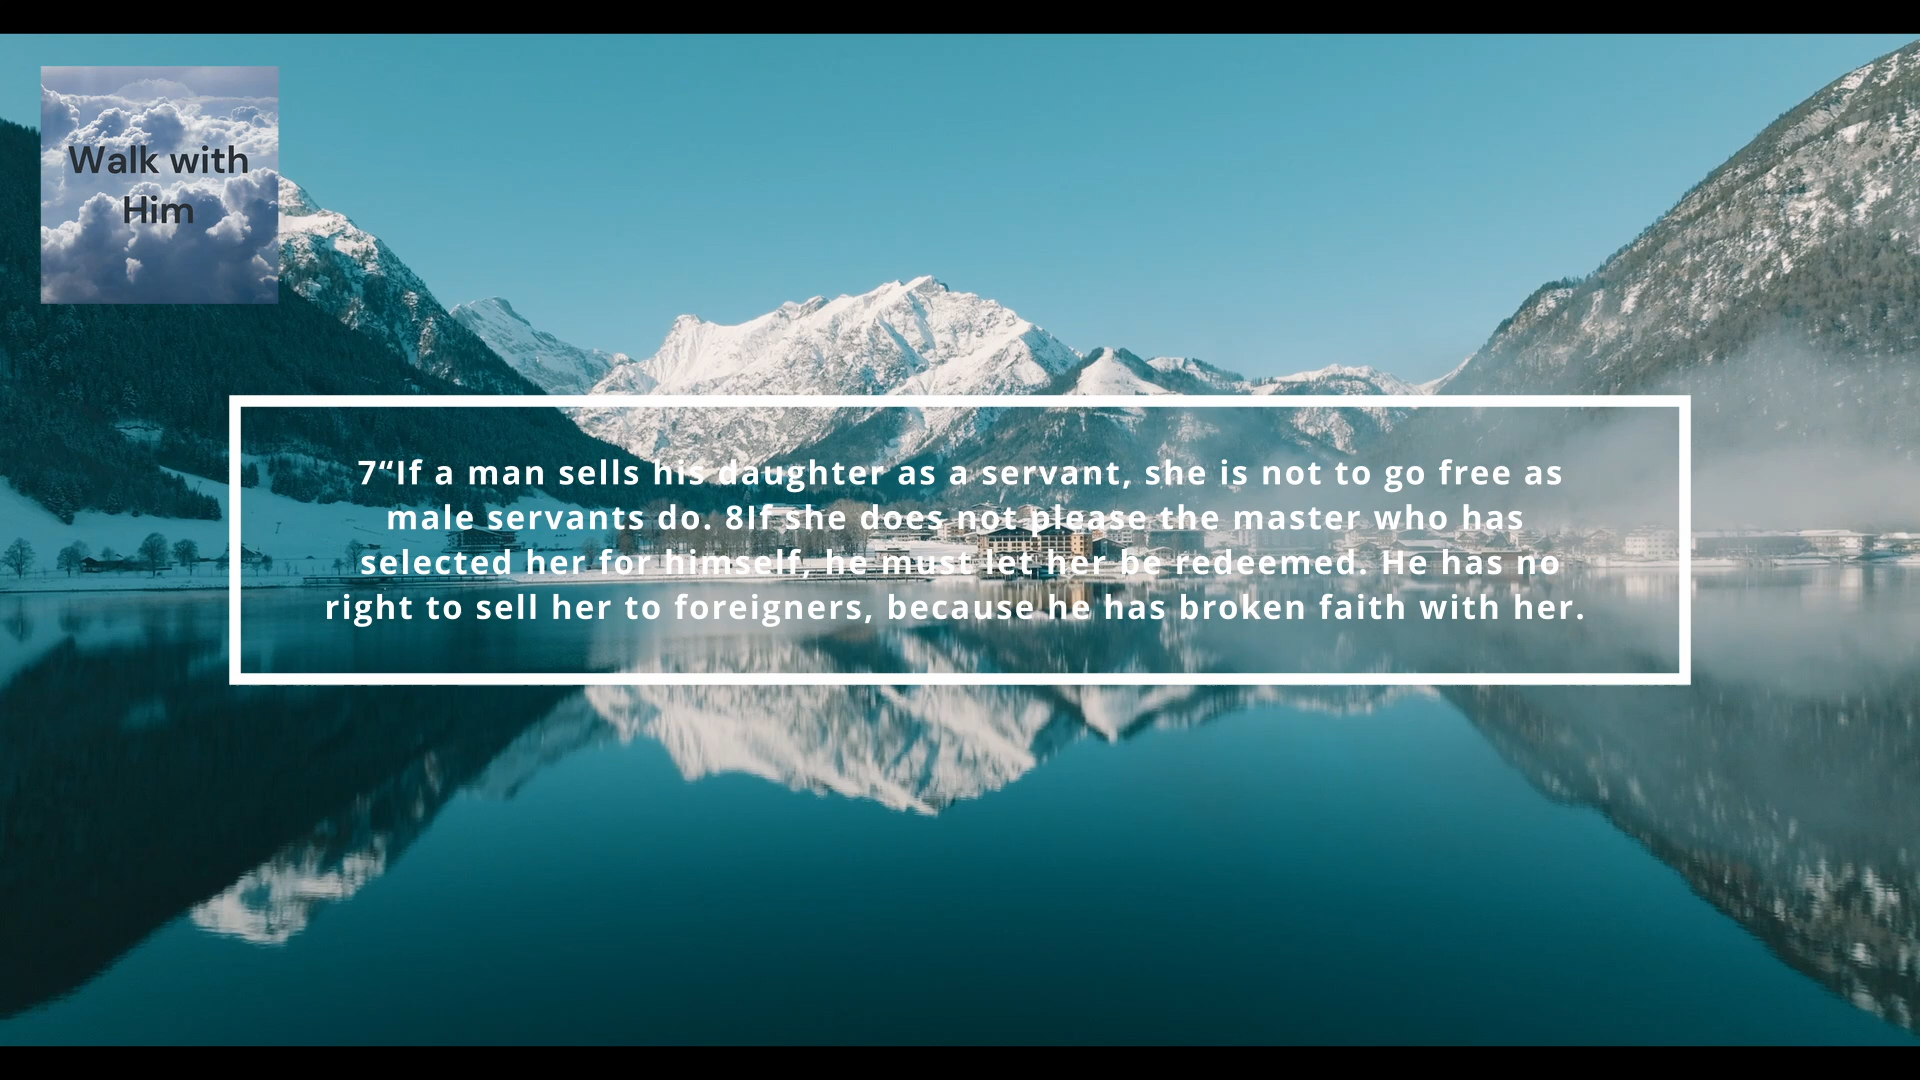 Walk with
Him
7“If a man sells his daughter as a servant, she is not to go free as
male servants do. 8If she does not please the master who has
selected her for himself, he must let her be redeemed. He has no
right to sell her to foreigners, because he has broken faith with her.